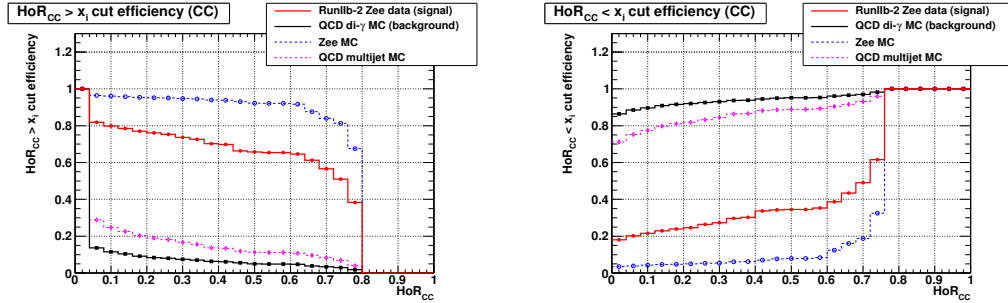 HoR_CC > x_i cut efficiency (CC)
RunIIb-2 Zee data (signal)
QCD di-γ MC (background)
Zee MC
QCD multijet MC
HoR_CC > x_i cut efficiency
1.2
1
0.8
0.6
0.4
0.2
0
0 0.1 0.2 0.3 0.4 0.5 0.6 0.7 0.8 0.9 1
HoR_CC
HoR_CC < x_i cut efficiency (CC)
RunIIb-2 Zee data (signal)
QCD di-γ MC (background)
Zee MC
QCD multijet MC
HoR_CC < x_i cut efficiency
1.2
1
0.8
0.6
0.4
0.2
0
0 0.1 0.2 0.3 0.4 0.5 0.6 0.7 0.8 0.9 1
HoR_CC